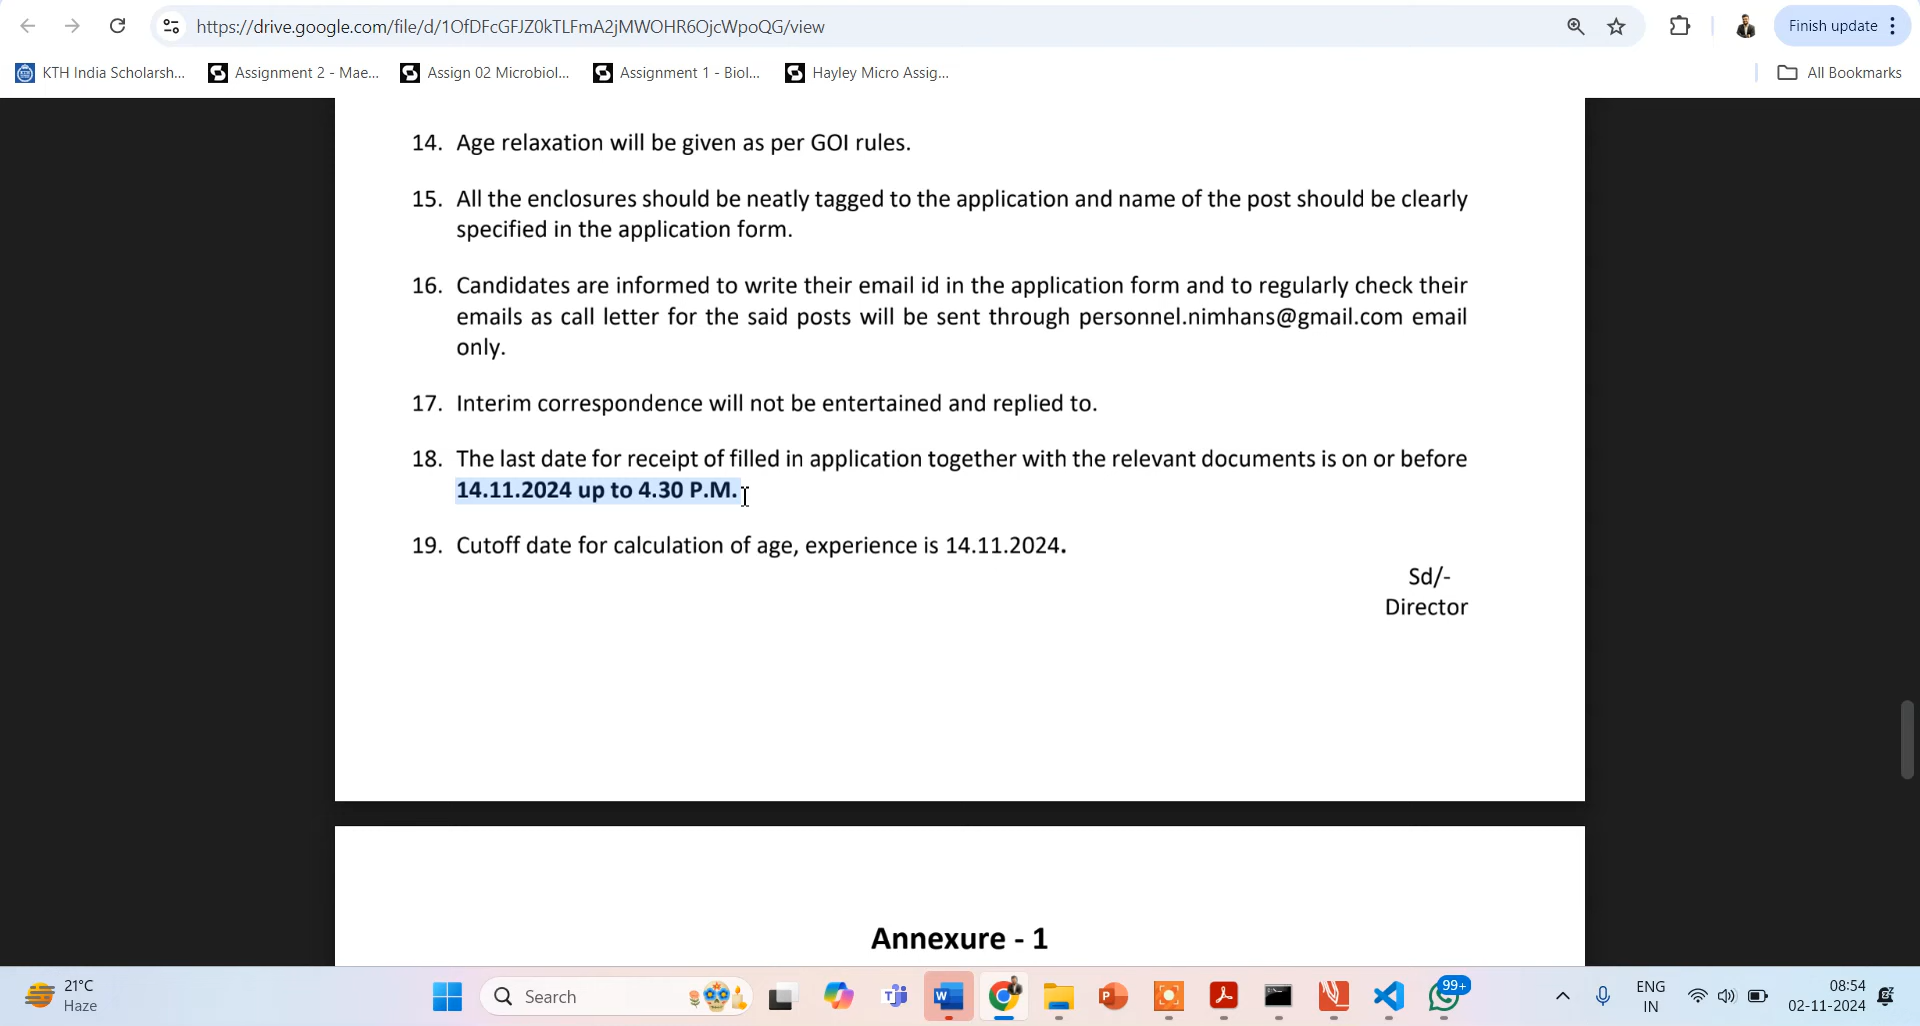 https://drive.google.com/file/d/1OfDFcGFJZ0kTLFmA2jMWOHR6OjcWpoQG/view
Finish update
KTH India Scholarsh...
Assignment 2 - Mae...
Assign 02 Microbiol...
Assignment 1 - Biol...
Hayley Micro Assig...
All Bookmarks
14. Age relaxation will be given as per GOI rules.
15. All the enclosures should be neatly tagged to the application and name of the post should be clearly
specified in the application form.
16. Candidates are informed to write their email id in the application form and to regularly check their
emails as call letter for the said posts will be sent through personnel.nimhans@gmail.com email
only.
17. Interim correspondence will not be entertained and replied to.
18. The last date for receipt of filled in application together with the relevant documents is on or before
14.11.2024 up to 4.30 P.M.
19. Cutoff date for calculation of age, experience is 14.11.2024.
Sd/-
Director
Annexure - 1
21°C
Haze
Search
99+
ENG
IN
08:54
02-11-2024